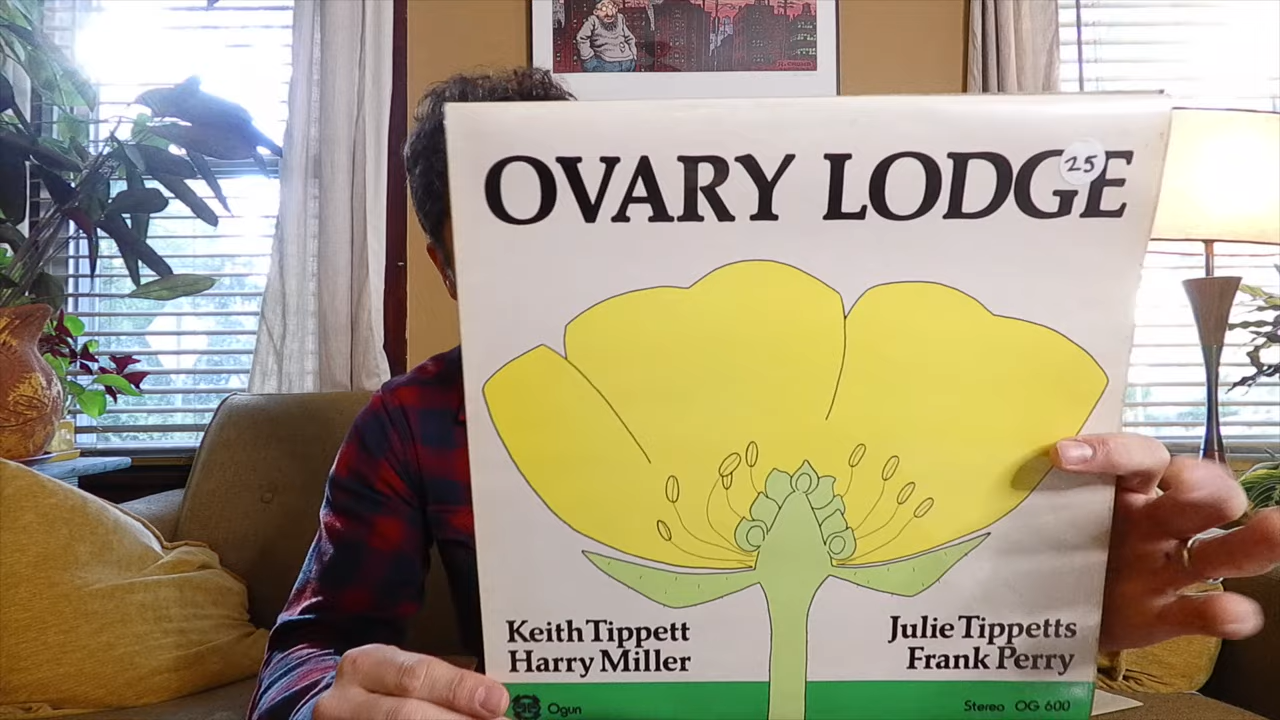 OVARY LODGE
25
Keith Tippett
Harry Miller
Julie Tippetts
Frank Perry
Ogun
Stereo OG 600